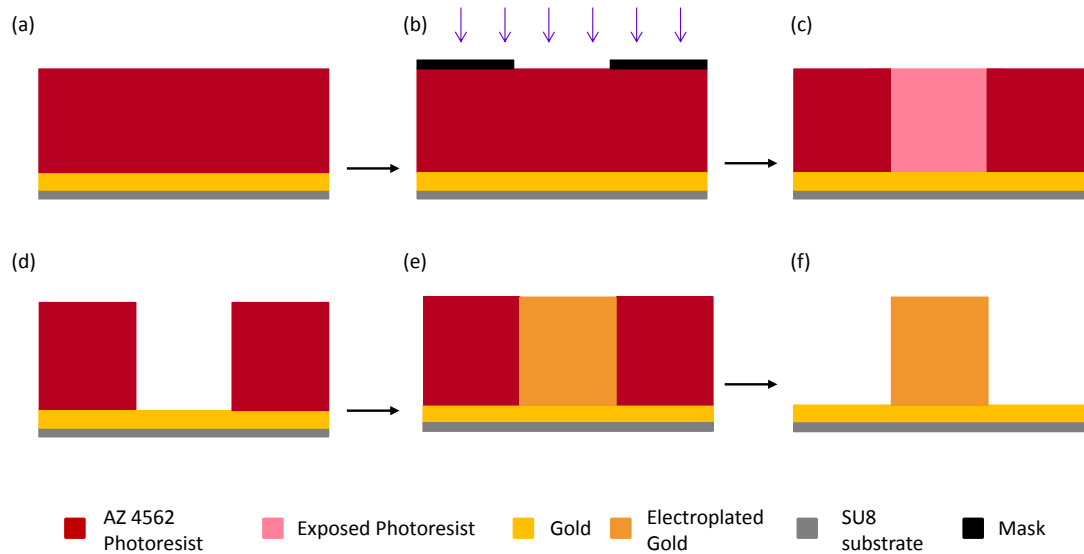 (a)
(b)
(c)
(d)
(e)
(f)
AZ 4562
Photoresist
Exposed Photoresist
Gold
Electroplated
Gold
SU8
substrate
Mask